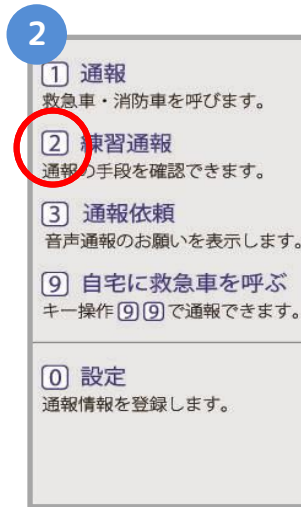 2
1 通報
救急車・消防車を呼びます。
2 練習通報
通報の手段を確認できます。
3 通報依頼
音声通報のお願いを表示します。
9 自宅に救急車を呼ぶ
キー操作99で通報できます。
0 設定
通報情報を登録します。